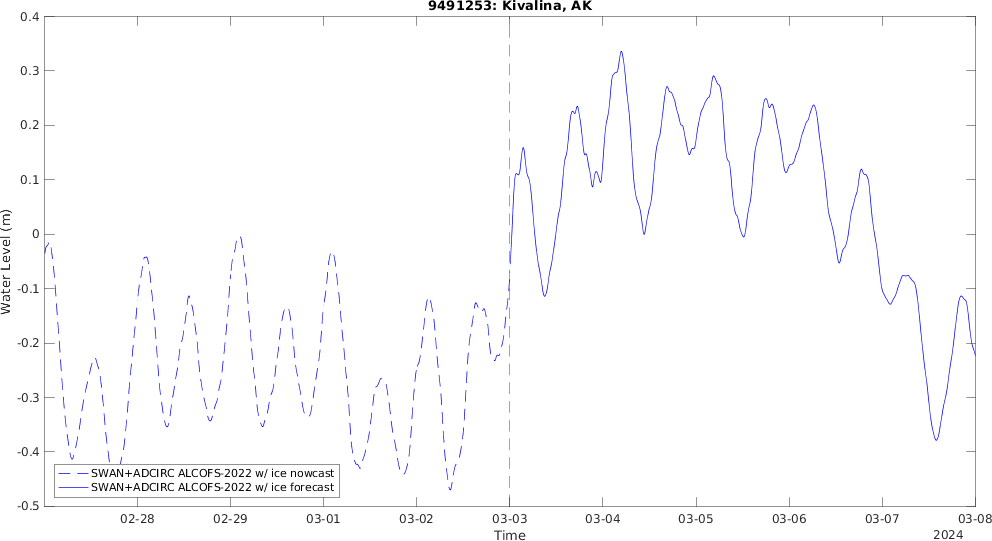 9491253: Kivalina, AK
0.4
0.3
0.2
0.1
0
-0.1
-0.2
-0.3
-0.4
-0.5
Water Level (m)
SWAN+ADCIRC ALCOFS-2022 w/ ice nowcast
SWAN+ADCIRC ALCOFS-2022 w/ ice forecast
02-28 02-29 03-01 03-02 03-03 03-04 03-05 03-06 03-07 03-08
Time
2024